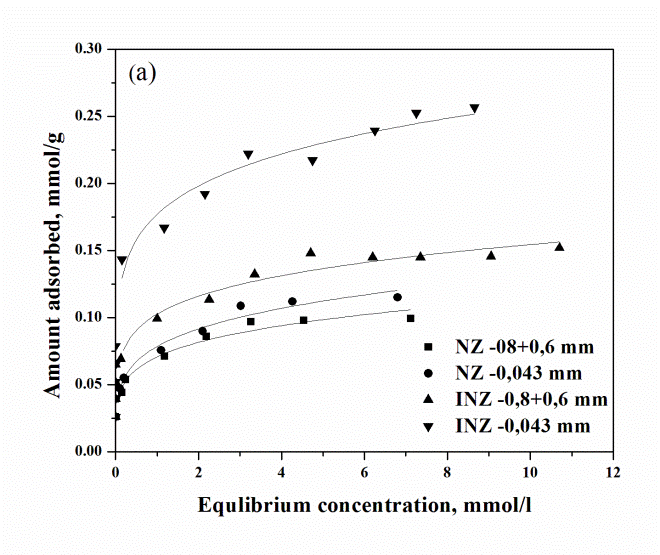 (a)
0.30
0.25
0.20
0.15
0.10
0.05
0.00
Amount adsorbed, mmol/g
NZ -08+0,6 mm
NZ -0,043 mm
INZ -0,8+0,6 mm
INZ -0,043 mm
0 2 4 6 8 10 12
Equlibrium concentration, mmol/l